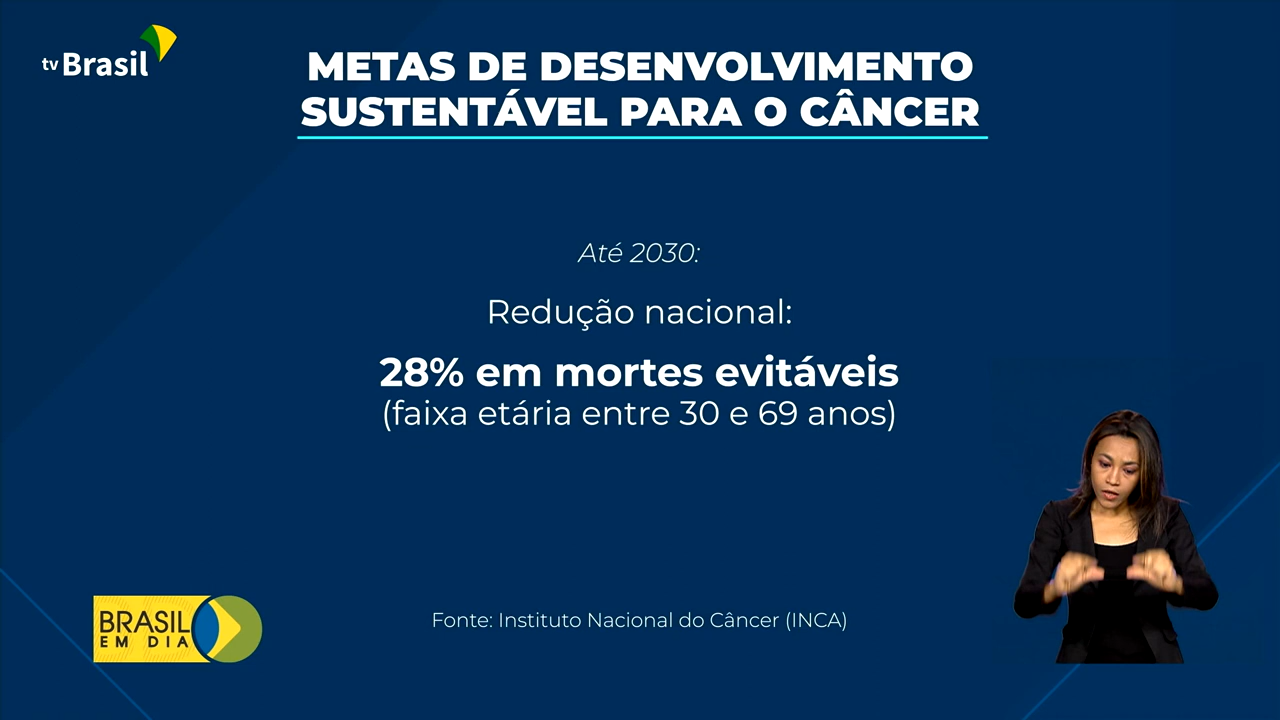 tv Brasil
METAS DE DESENVOLVIMENTO
SUSTENTÁVEL PARA O CÂNCER
Até 2030:
Redução nacional:
28% em mortes evitáveis
(faixa etária entre 30 e 69 anos)
BRASIL
EM DIA
Fonte: Instituto Nacional do Câncer (INCA)